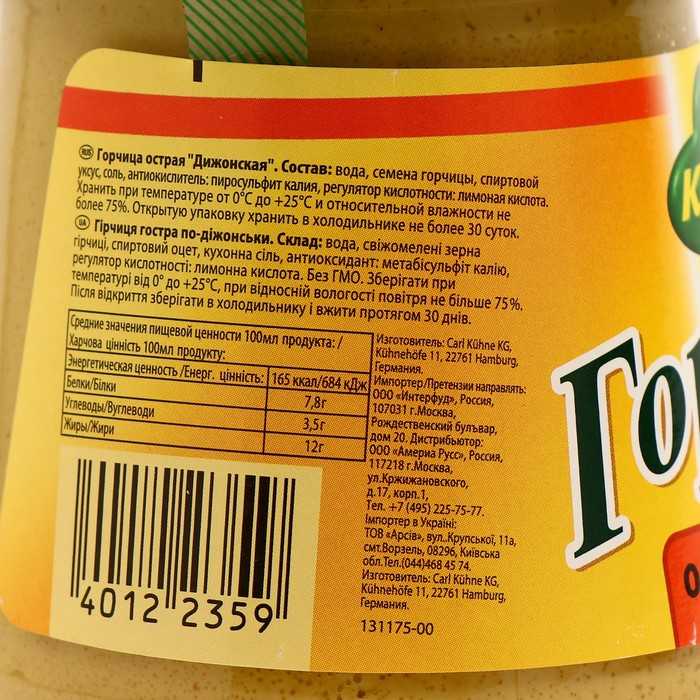 RUS Горчица острая "Дижонская". Состав: вода, семена горчицы, спиртовой
уксус, соль, антиокислитель: пиросульфит калия, регулятор кислотности: лимоная кислота.
Хранить при температуре от 0°С до +25°С и относительной влажности не
более 75%. Открытую упаковку хранить в холодильнике не более 30 суток.
UA Гірчиця гостра по-діжонськи. Склад: вода, свіжомелені зерна
гірчиці, спиртовий оцет, кухонна сіль, антиоксидант: метабісульфіт калію,
регулятор кислотності: лимонна кислота. Без ГМО. Зберігати при
температурі від 0° до +25°С, при відносній вологості повітря не більше 75%.
Після відкриття зберігати в холодильнику і вжити протягом 30 днів.
Средние значения пищевой ценности 100мл продукта: /
Харчова цінність 100мл продукту:
Энергетическая ценность /Енерг. цінність: 165 ккал/684 кДж
Белки/Білки 7,8г
Углеводы/Вуглеводи 3,5г
Жиры/Жири 12г
Изготовитель: Carl Kühne KG,
Kühnehöfe 11, 22761 Hamburg,
Германия.
Импортер/Претензии направлять:
ООО «Интерфуд», Россия,
107031 г.Москва,
Рождественский бульвар,
дом 20. Дистрибьютор:
ООО «Америа Русс», Россия,
117218 г.Москва,
ул.Кржижановского,
д.17, корп.1,
Тел. +7 (495) 225-75-77.
Імпортер в Україні:
ТОВ «Арсів», вул..Крупської, 11а,
смт.Ворзель, 08296, Київська
обл.Тел.(044)468 45 74.
Изготовитель: Carl Kühne KG,
Kühnehöfe 11, 22761 Hamburg,
Германия.
131175-00
4012 2359
К
Гор
о